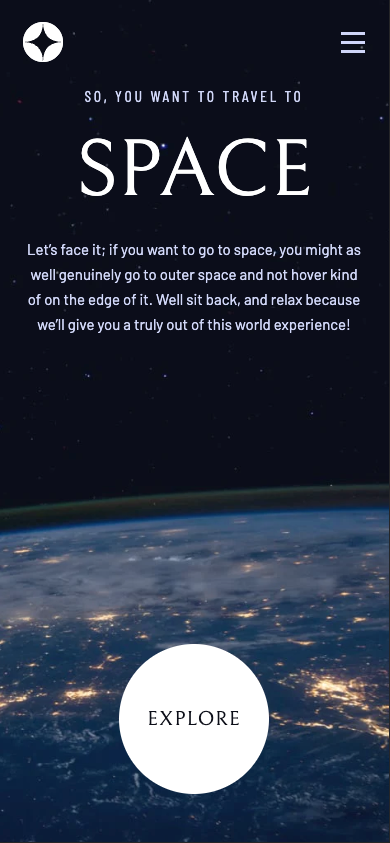 SO, YOU WANT TO TRAVEL TO
SPACE
Let’s face it; if you want to go to space, you might as
well genuinely go to outer space and not hover kind
of on the edge of it. Well sit back, and relax because
we’ll give you a truly out of this world experience!
EXPLORE